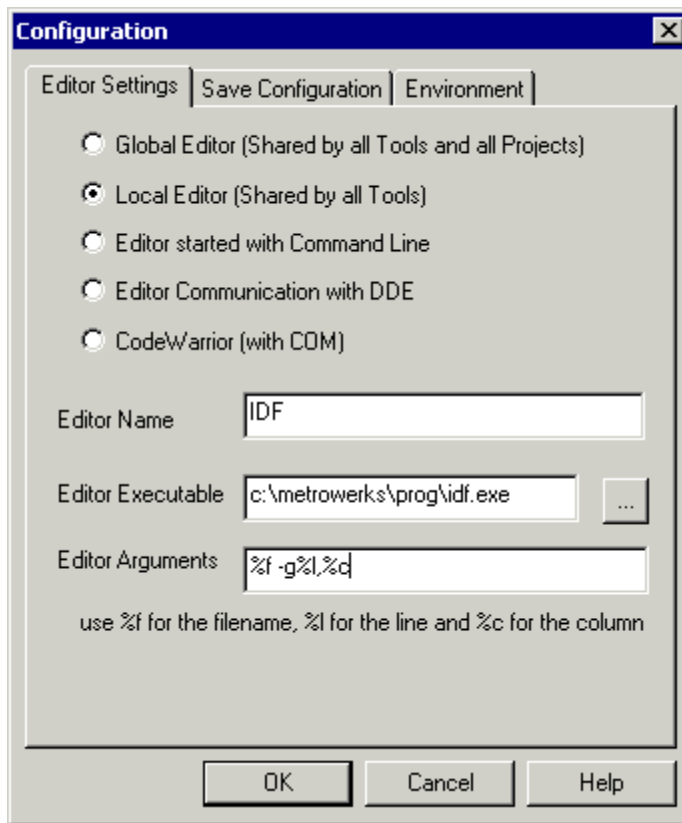 Configuration
Editor Settings Save Configuration Environment
Global Editor (Shared by all Tools and all Projects)
Local Editor (Shared by all Tools)
Editor started with Command Line
Editor Communication with DDE
CodeWarrior (with COM)
Editor Name IDF
Editor Executable c:\metrowerks\prog\idf.exe ...
Editor Arguments %f -g%l,%c
use %f for the filename, %l for the line and %c for the column
OK Cancel Help